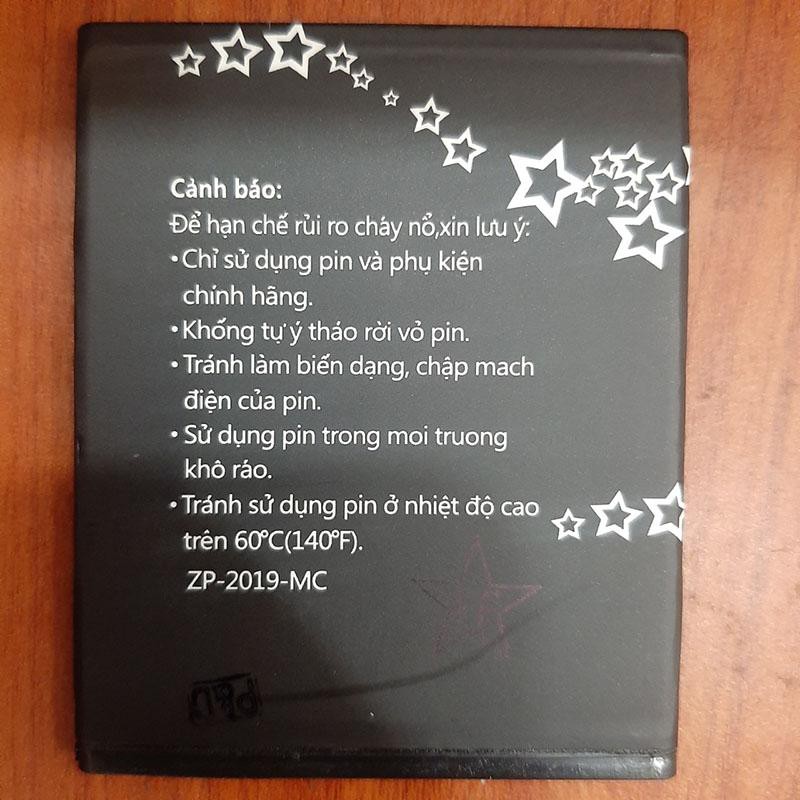 Cảnh báo:
Để hạn chế rủi ro cháy nổ,xin lưu ý:
•Chỉ sử dụng pin và phụ kiện
chính hãng.
•Khống tự ý tháo rời vỏ pin.
•Tránh làm biến dạng, chập mach
điện của pin.
•Sử dụng pin trong moi truong
khô ráo.
•Tránh sử dụng pin ở nhiệt độ cao
trên 60℃(140℉).
ZP-2019-MC